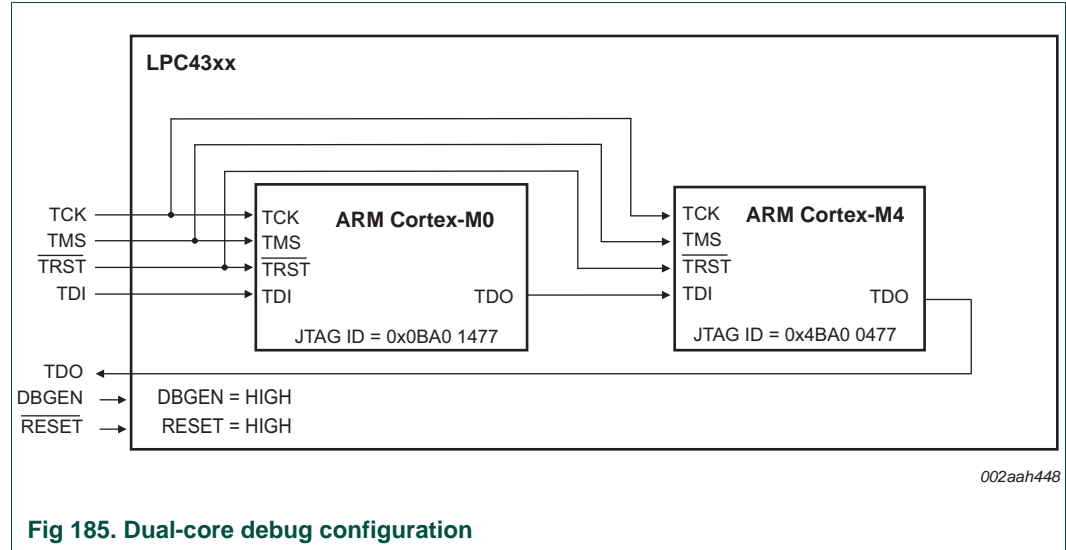 LPC43xx
TCK
TMS
TRST
TDI
TDO
DBGEN
RESET
TCK
TMS
TRST
TDI
ARM Cortex-M0
TDO
JTAG ID = 0x0BA0 1477
TCK
TMS
TRST
TDI
ARM Cortex-M4
TDO
JTAG ID = 0x4BA0 0477
DBGEN = HIGH
RESET = HIGH
002aah448
Fig 185. Dual-core debug configuration